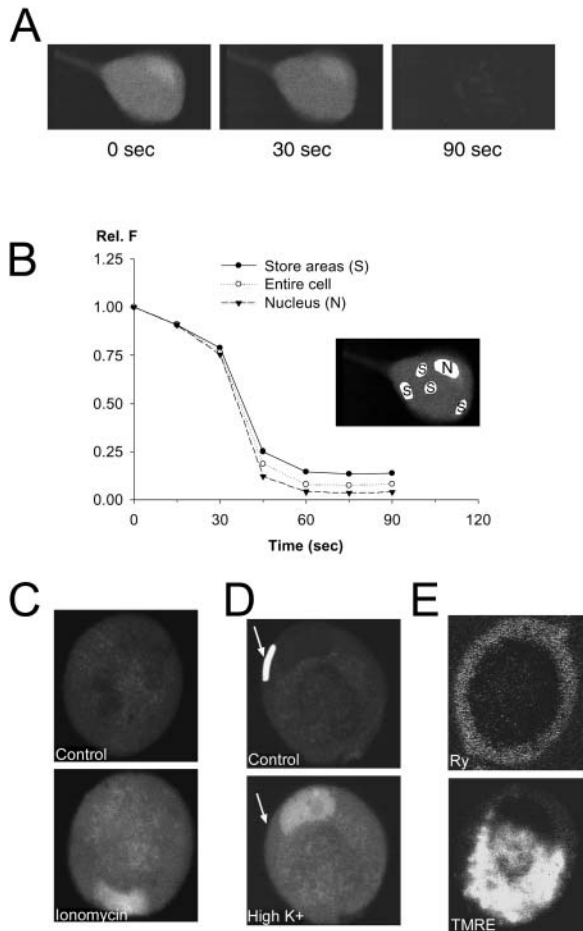 A
0 sec 30 sec 90 sec
B
Rel. F
1.25
1.00
0.75
0.50
0.25
0.00
Store areas (S)
Entire cell
Nucleus (N)
S
N
S
S
S
0 30 60 90 120
Time (sec)
C
Control
Ionomycin
D
Control
High K+
E
Ry
TMRE